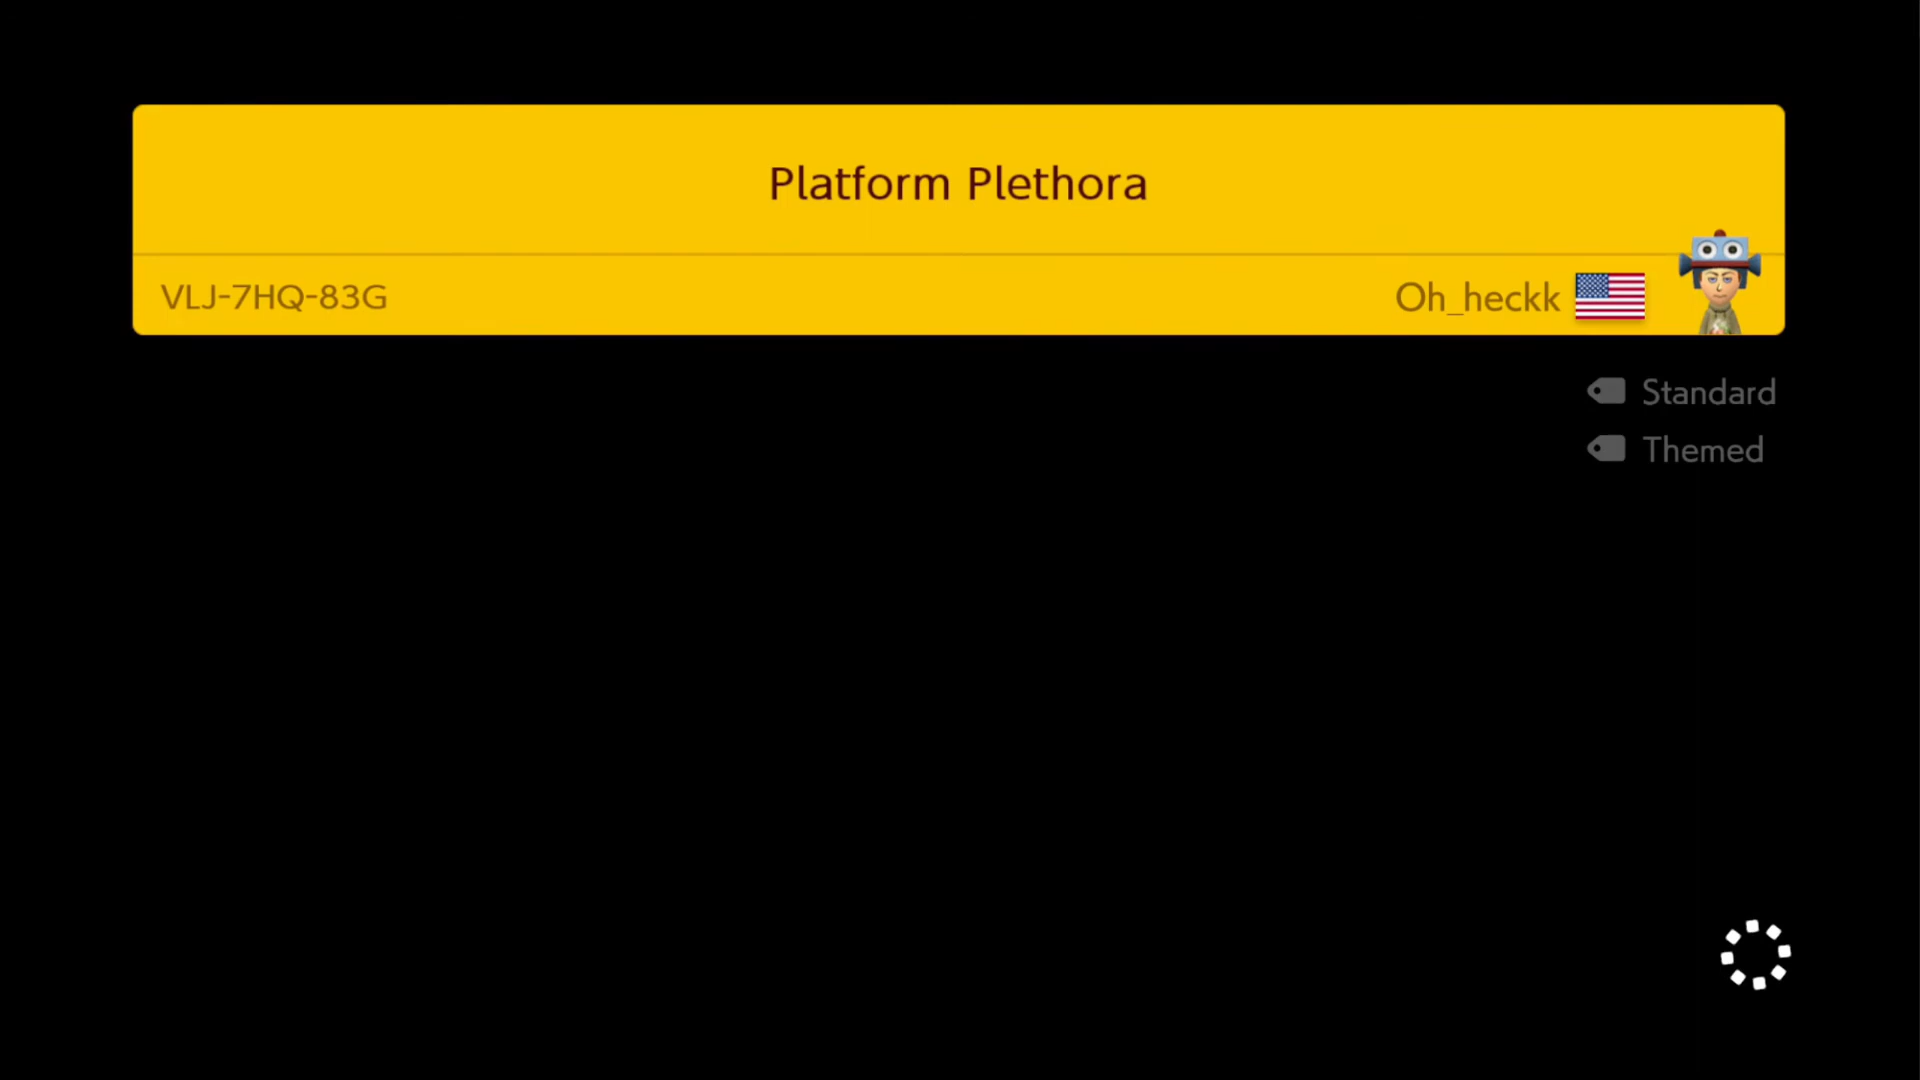 Platform Plethora
VLJ-7HQ-83G
Oh_heckk
Standard
Themed